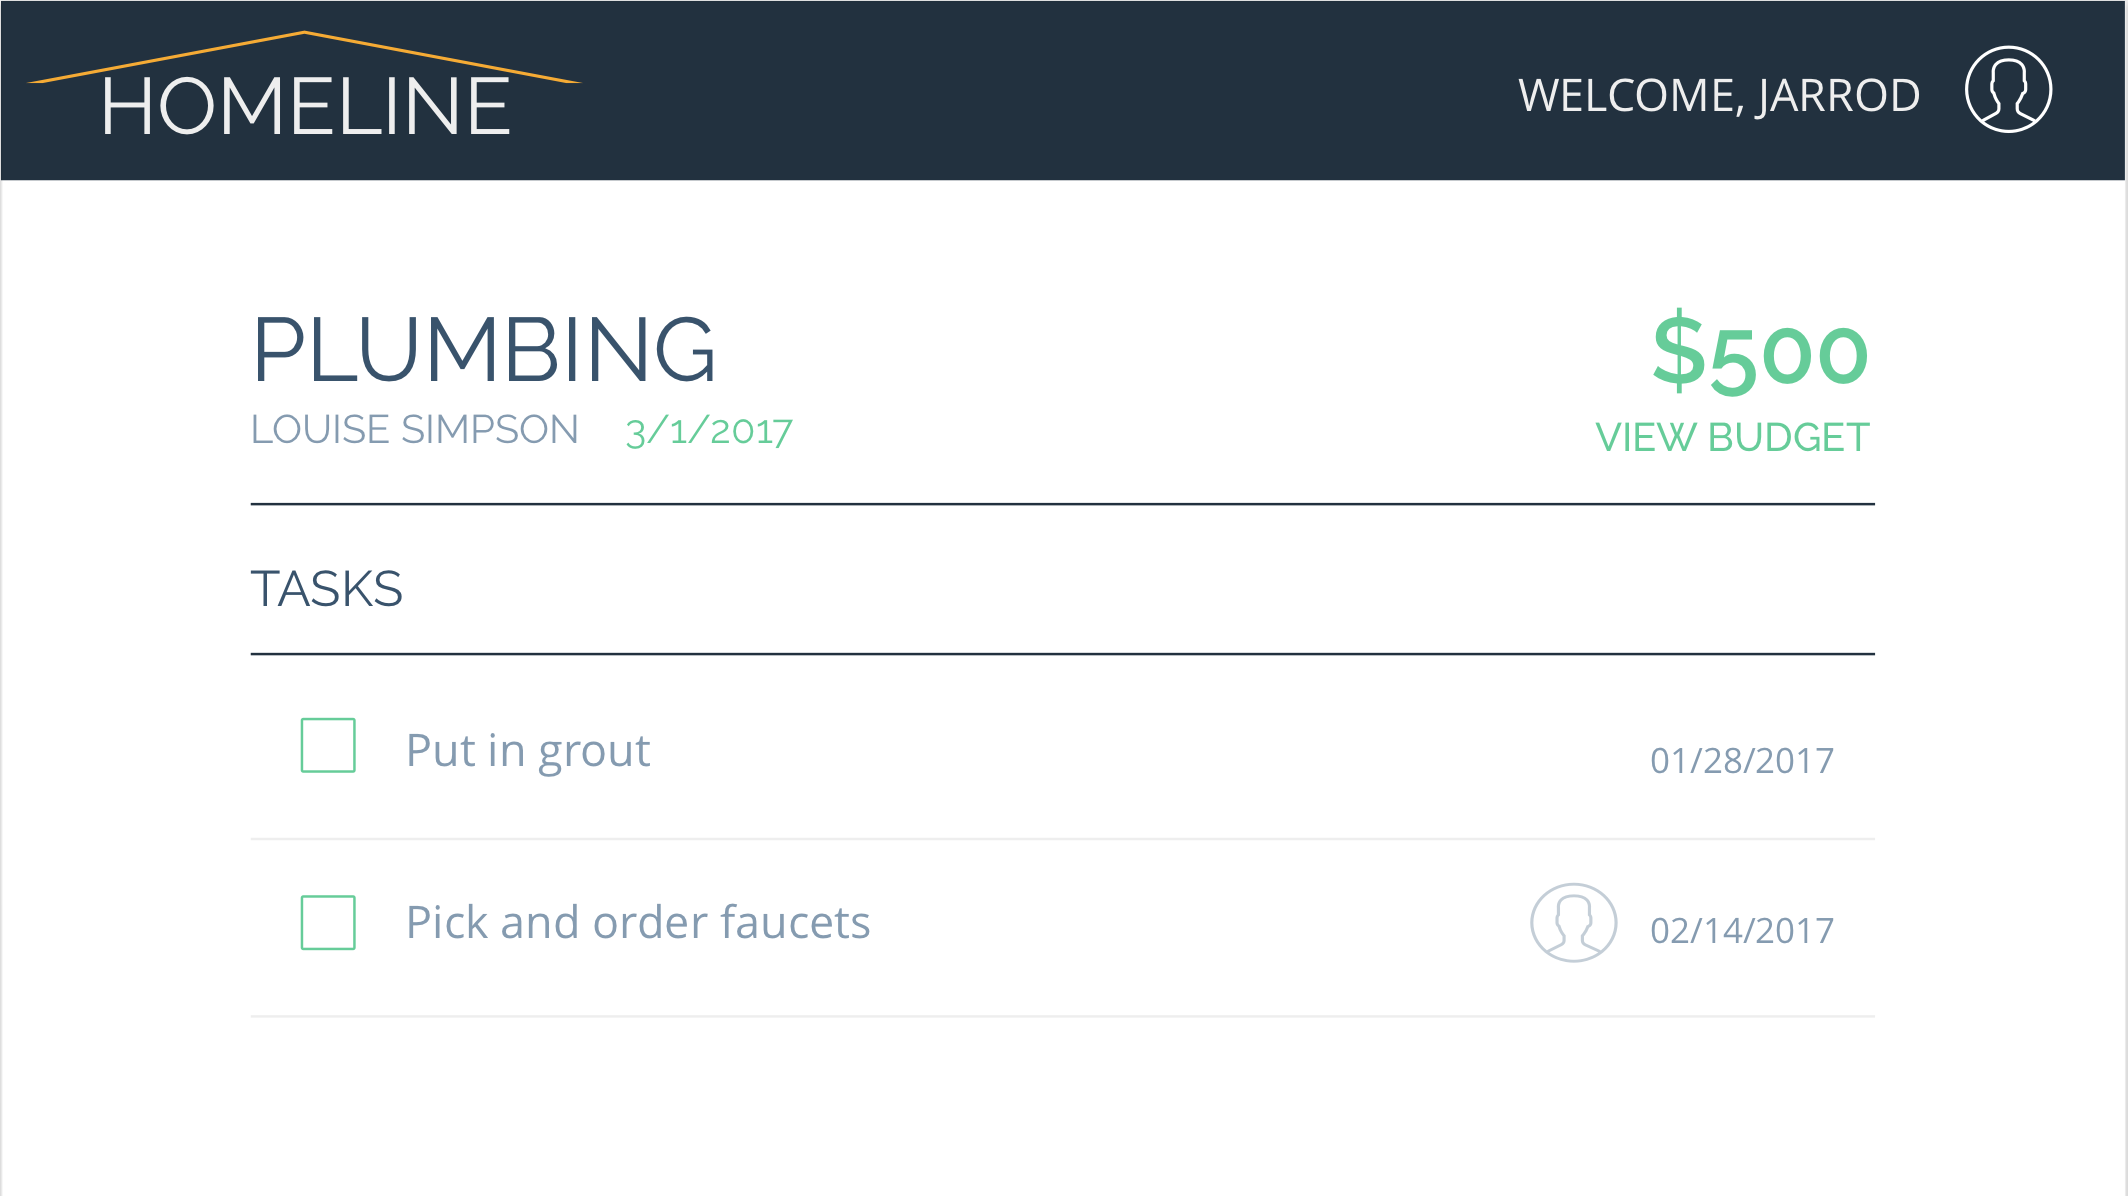 HOMELINE
WELCOME, JARROD
PLUMBING
$500
LOUISE SIMPSON 3/1/2017
VIEW BUDGET
TASKS
Put in grout 01/28/2017
Pick and order faucets 02/14/2017